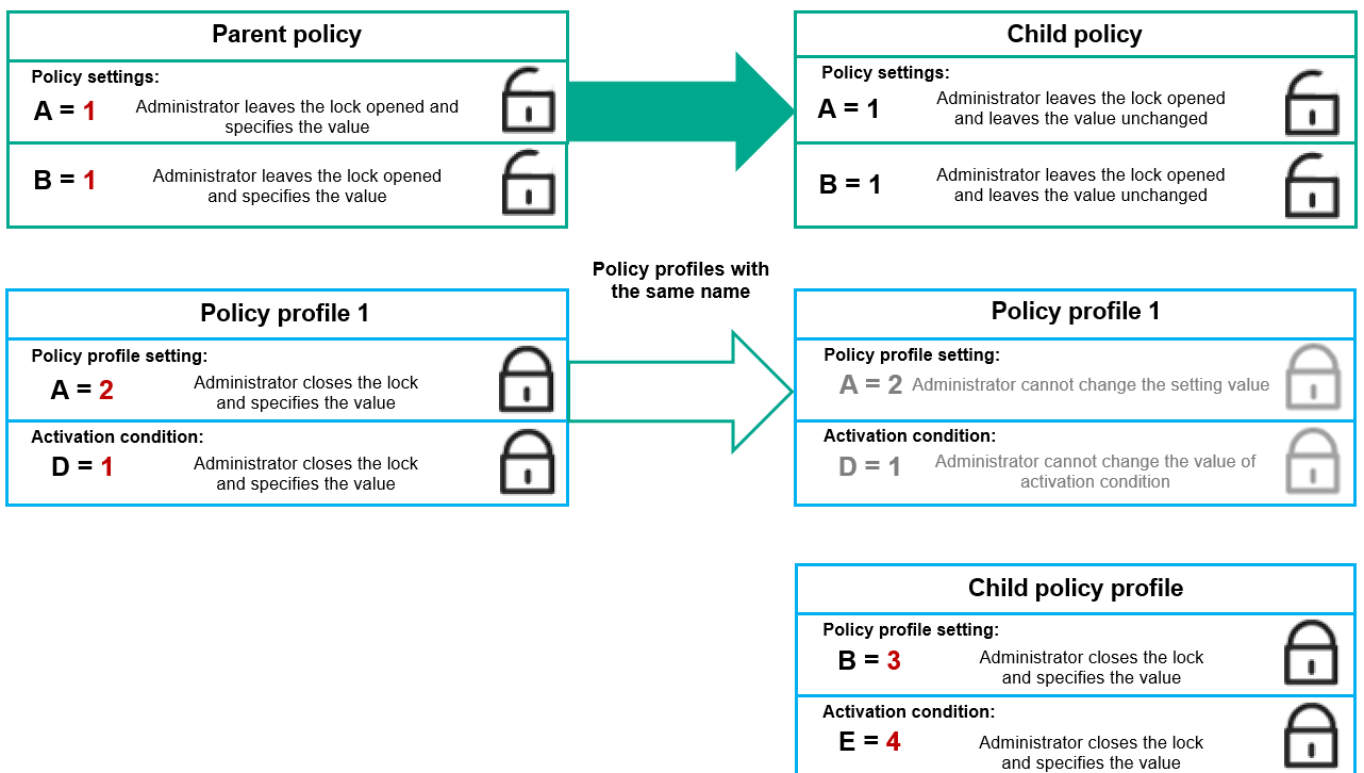 Parent policy
Policy settings:
A = 1
Administrator leaves the lock opened and
specifies the value
B = 1
Administrator leaves the lock opened
and specifies the value
Child policy
Policy settings:
A = 1
Administrator leaves the lock opened
and leaves the value unchanged
B = 1
Administrator leaves the lock opened
and leaves the value unchanged
Policy profiles with
the same name
Policy profile 1
Policy profile setting:
A = 2
Administrator closes the lock
and specifies the value
Activation condition:
D = 1
Administrator closes the lock
and specifies the value
Policy profile 1
Policy profile setting:
A = 2
Administrator cannot change the setting value
Activation condition:
D = 1
Administrator cannot change the value of
activation condition
Child policy profile
Policy profile setting:
B = 3
Administrator closes the lock
and specifies the value
Activation condition:
E = 4
Administrator closes the lock
and specifies the value